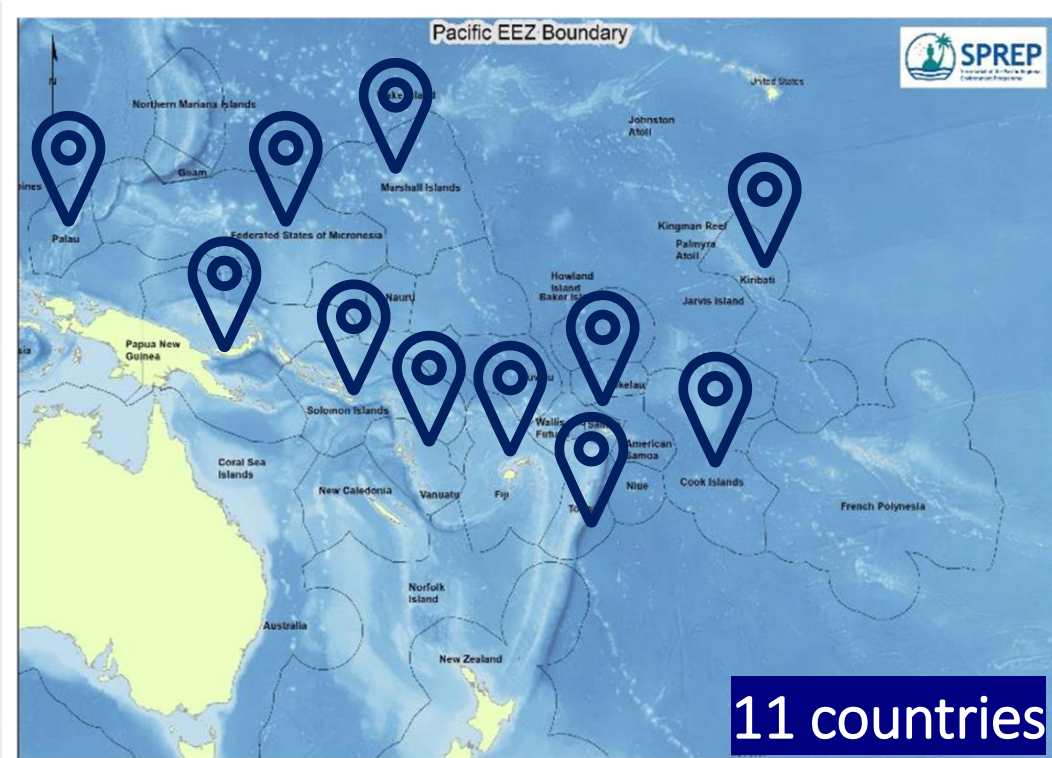 Pacific EEZ Boundary
SPREP
United States
Northern Mariana Islands
Johnston
Atoll
Guam
Marshall Islands
Kingman Reef
Palau
Federated States of Micronesia
Palmyra
Atoll
Kiribati
Howland
Island
Nauru
Jarvis Island
Papua New
Guinea
Solomon Islands
Wallis
American
Samoa
Coral Sea
Islands
New Caledonia
Vanuatu
Fiji
Niue
Cook Islands
French Polynesia
Norfolk
Island
Australia
New Zealand
11 countries